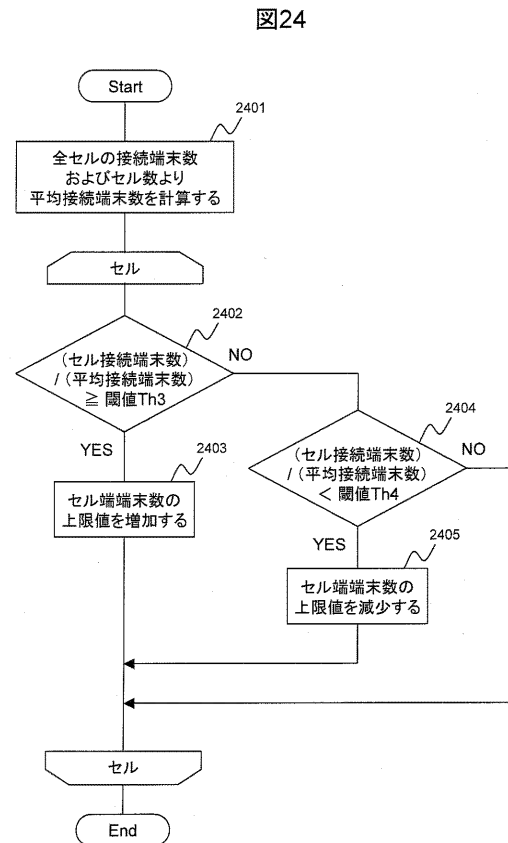 図24
Start
2401
全セルの接続端末数
およびセル数より
平均接続端末数を計算する
セル
2402
(セル接続端末数)
/(平均接続端末数)
≧ 閾値Th3
NO
YES
2403
セル端端末数の
上限値を増加する
2404
(セル接続端末数)
/(平均接続端末数)
< 閾値Th4
NO
YES
2405
セル端端末数の
上限値を減少する
セル
End